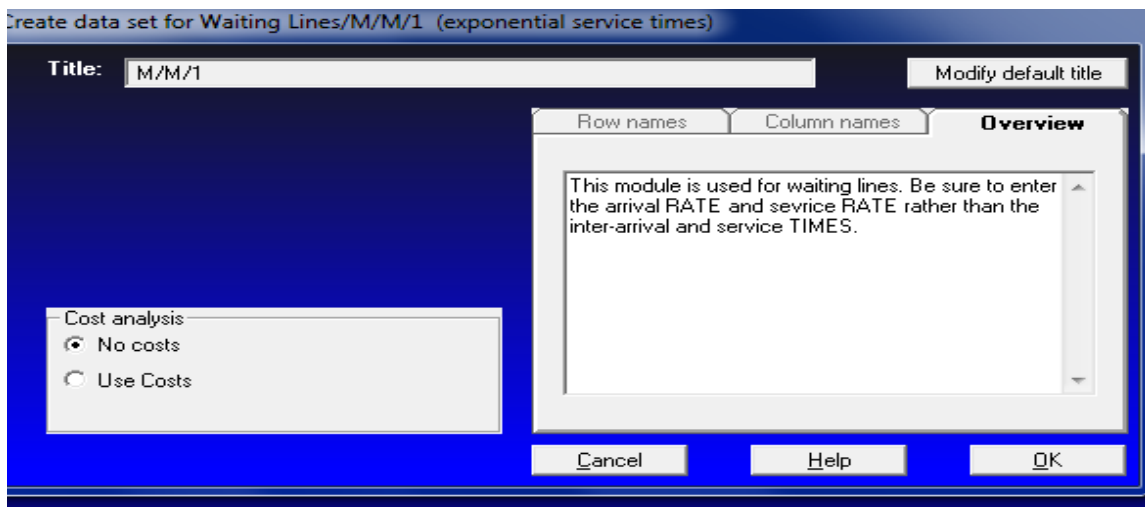 Create data set for Waiting Lines/M/M/1 (exponential service times)
Title: M/M/1 Modify default title
Row names Column names Overview
This module is used for waiting lines. Be sure to enter
the arrival RATE and sevrice RATE rather than the
inter-arrival and service TIMES.
Cost analysis
No costs
Use Costs
Cancel Help OK